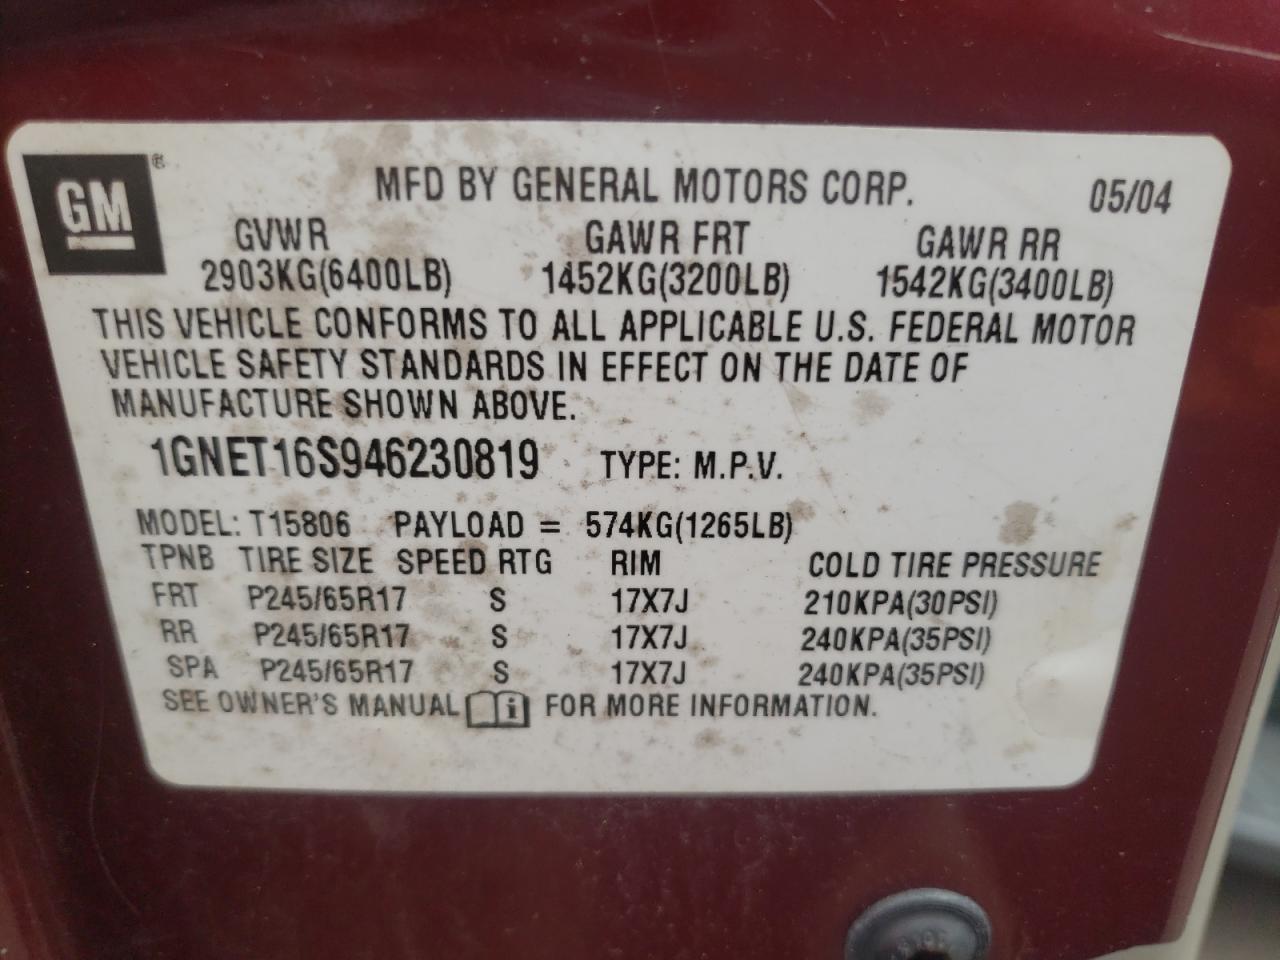 GM ®
MFD BY GENERAL MOTORS CORP. 05/04
GVWR GAWR FRT GAWR RR
2903KG(6400LB) 1452KG(3200LB) 1542KG(3400LB)
THIS VEHICLE CONFORMS TO ALL APPLICABLE U.S. FEDERAL MOTOR
VEHICLE SAFETY STANDARDS IN EFFECT ON THE DATE OF
MANUFACTURE SHOWN ABOVE.
1GNET16S946230819 TYPE: M.P.V.
MODEL: T15806 PAYLOAD = 574KG(1265LB)
TPNB TIRE SIZE SPEED RTG RIM COLD TIRE PRESSURE
FRT P245/65R17 S 17X7J 210KPA(30PSI)
RR P245/65R17 S 17X7J 240KPA(35PSI)
SPA P245/65R17 S 17X7J 240KPA(35PSI)
SEE OWNER'S MANUAL i FOR MORE INFORMATION.